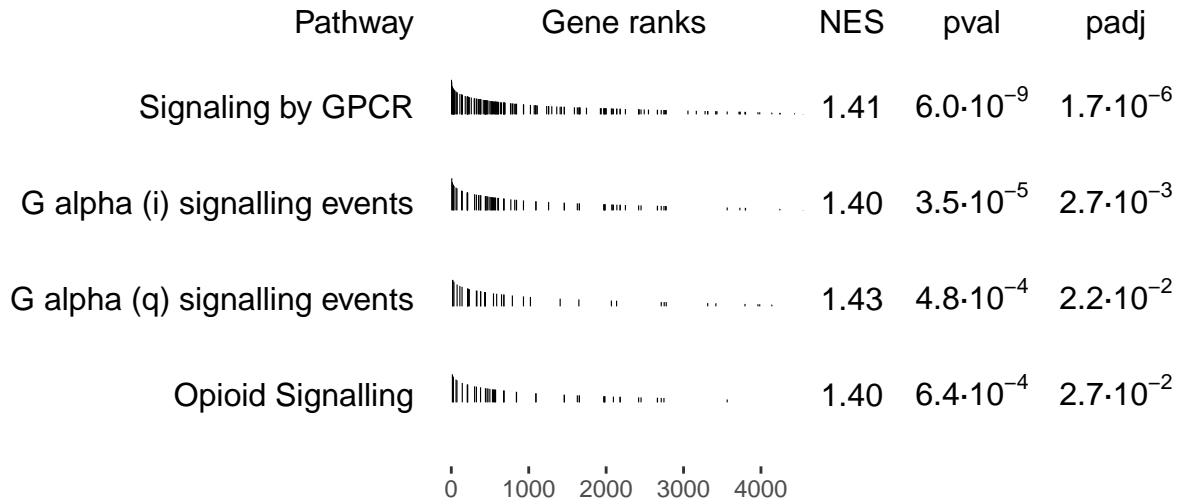 Pathway Gene ranks NES pval padj
Signaling by GPCR 1.41 6.0·10⁻⁹ 1.7·10⁻⁶
G alpha (i) signalling events 1.40 3.5·10⁻⁵ 2.7·10⁻³
G alpha (q) signalling events 1.43 4.8·10⁻⁴ 2.2·10⁻²
Opioid Signalling 1.40 6.4·10⁻⁴ 2.7·10⁻²
0 1000 2000 3000 4000